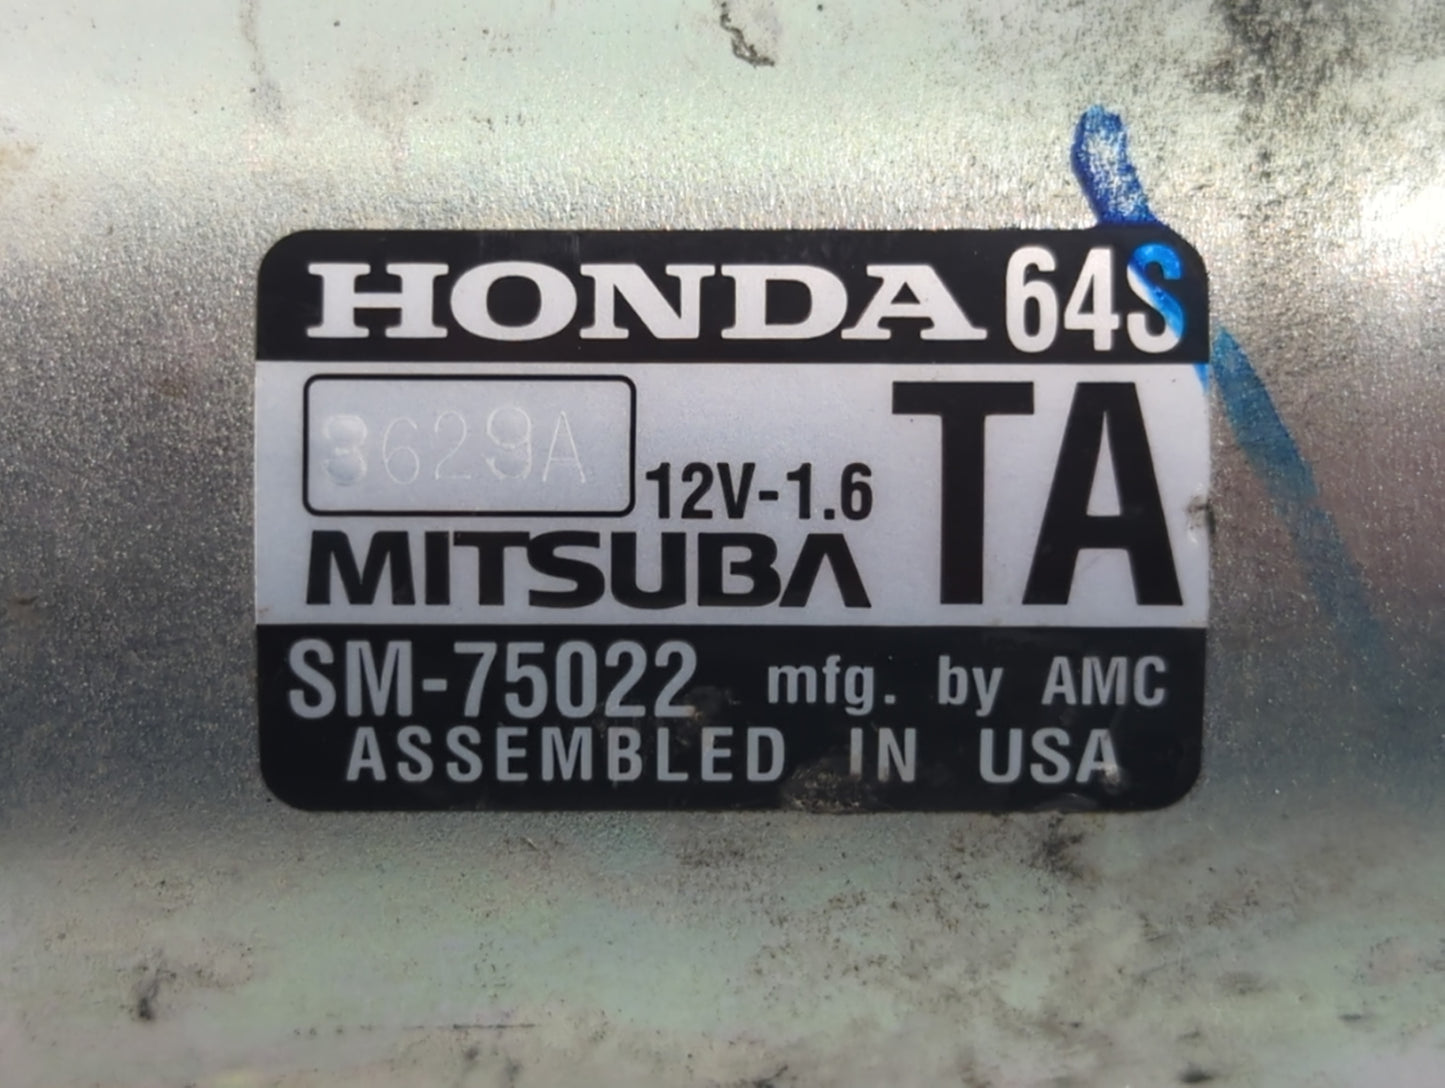 HONDA 64S
3629A 12V-1.6 TA
MITSUBA
SM-75022 mfg. by AMC
ASSEMBLED IN USA